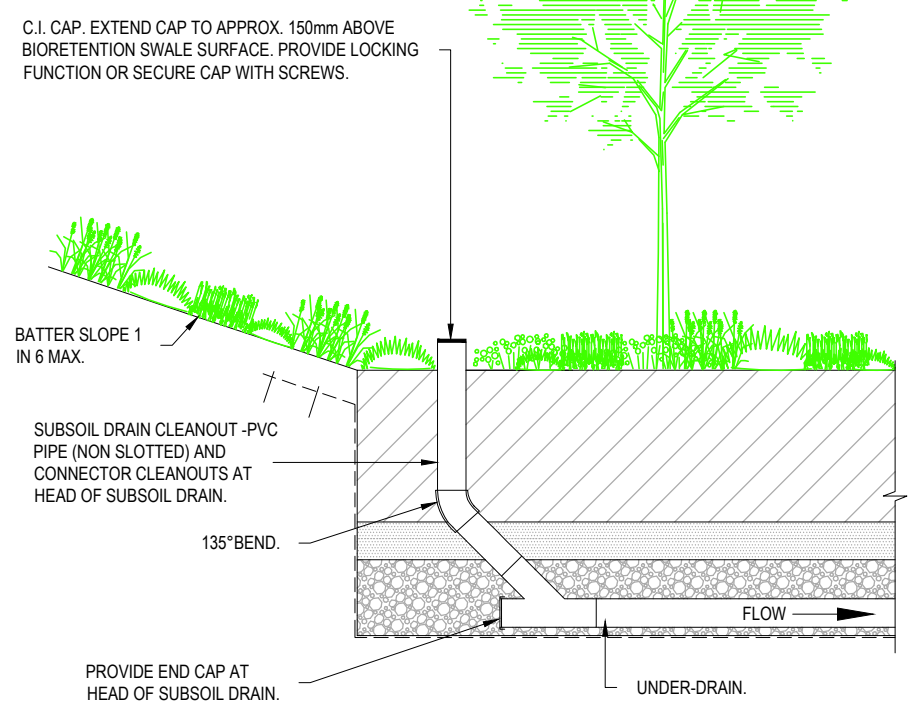 C.I. CAP. EXTEND CAP TO APPROX. 150mm ABOVE
BIORETENTION SWALE SURFACE. PROVIDE LOCKING
FUNCTION OR SECURE CAP WITH SCREWS.
BATTER SLOPE 1
IN 6 MAX.
SUBSOIL DRAIN CLEANOUT -PVC
PIPE (NON SLOTTED) AND
CONNECTOR CLEANOUTS AT
HEAD OF SUBSOIL DRAIN.
135°BEND.
FLOW
PROVIDE END CAP AT
HEAD OF SUBSOIL DRAIN.
UNDER-DRAIN.